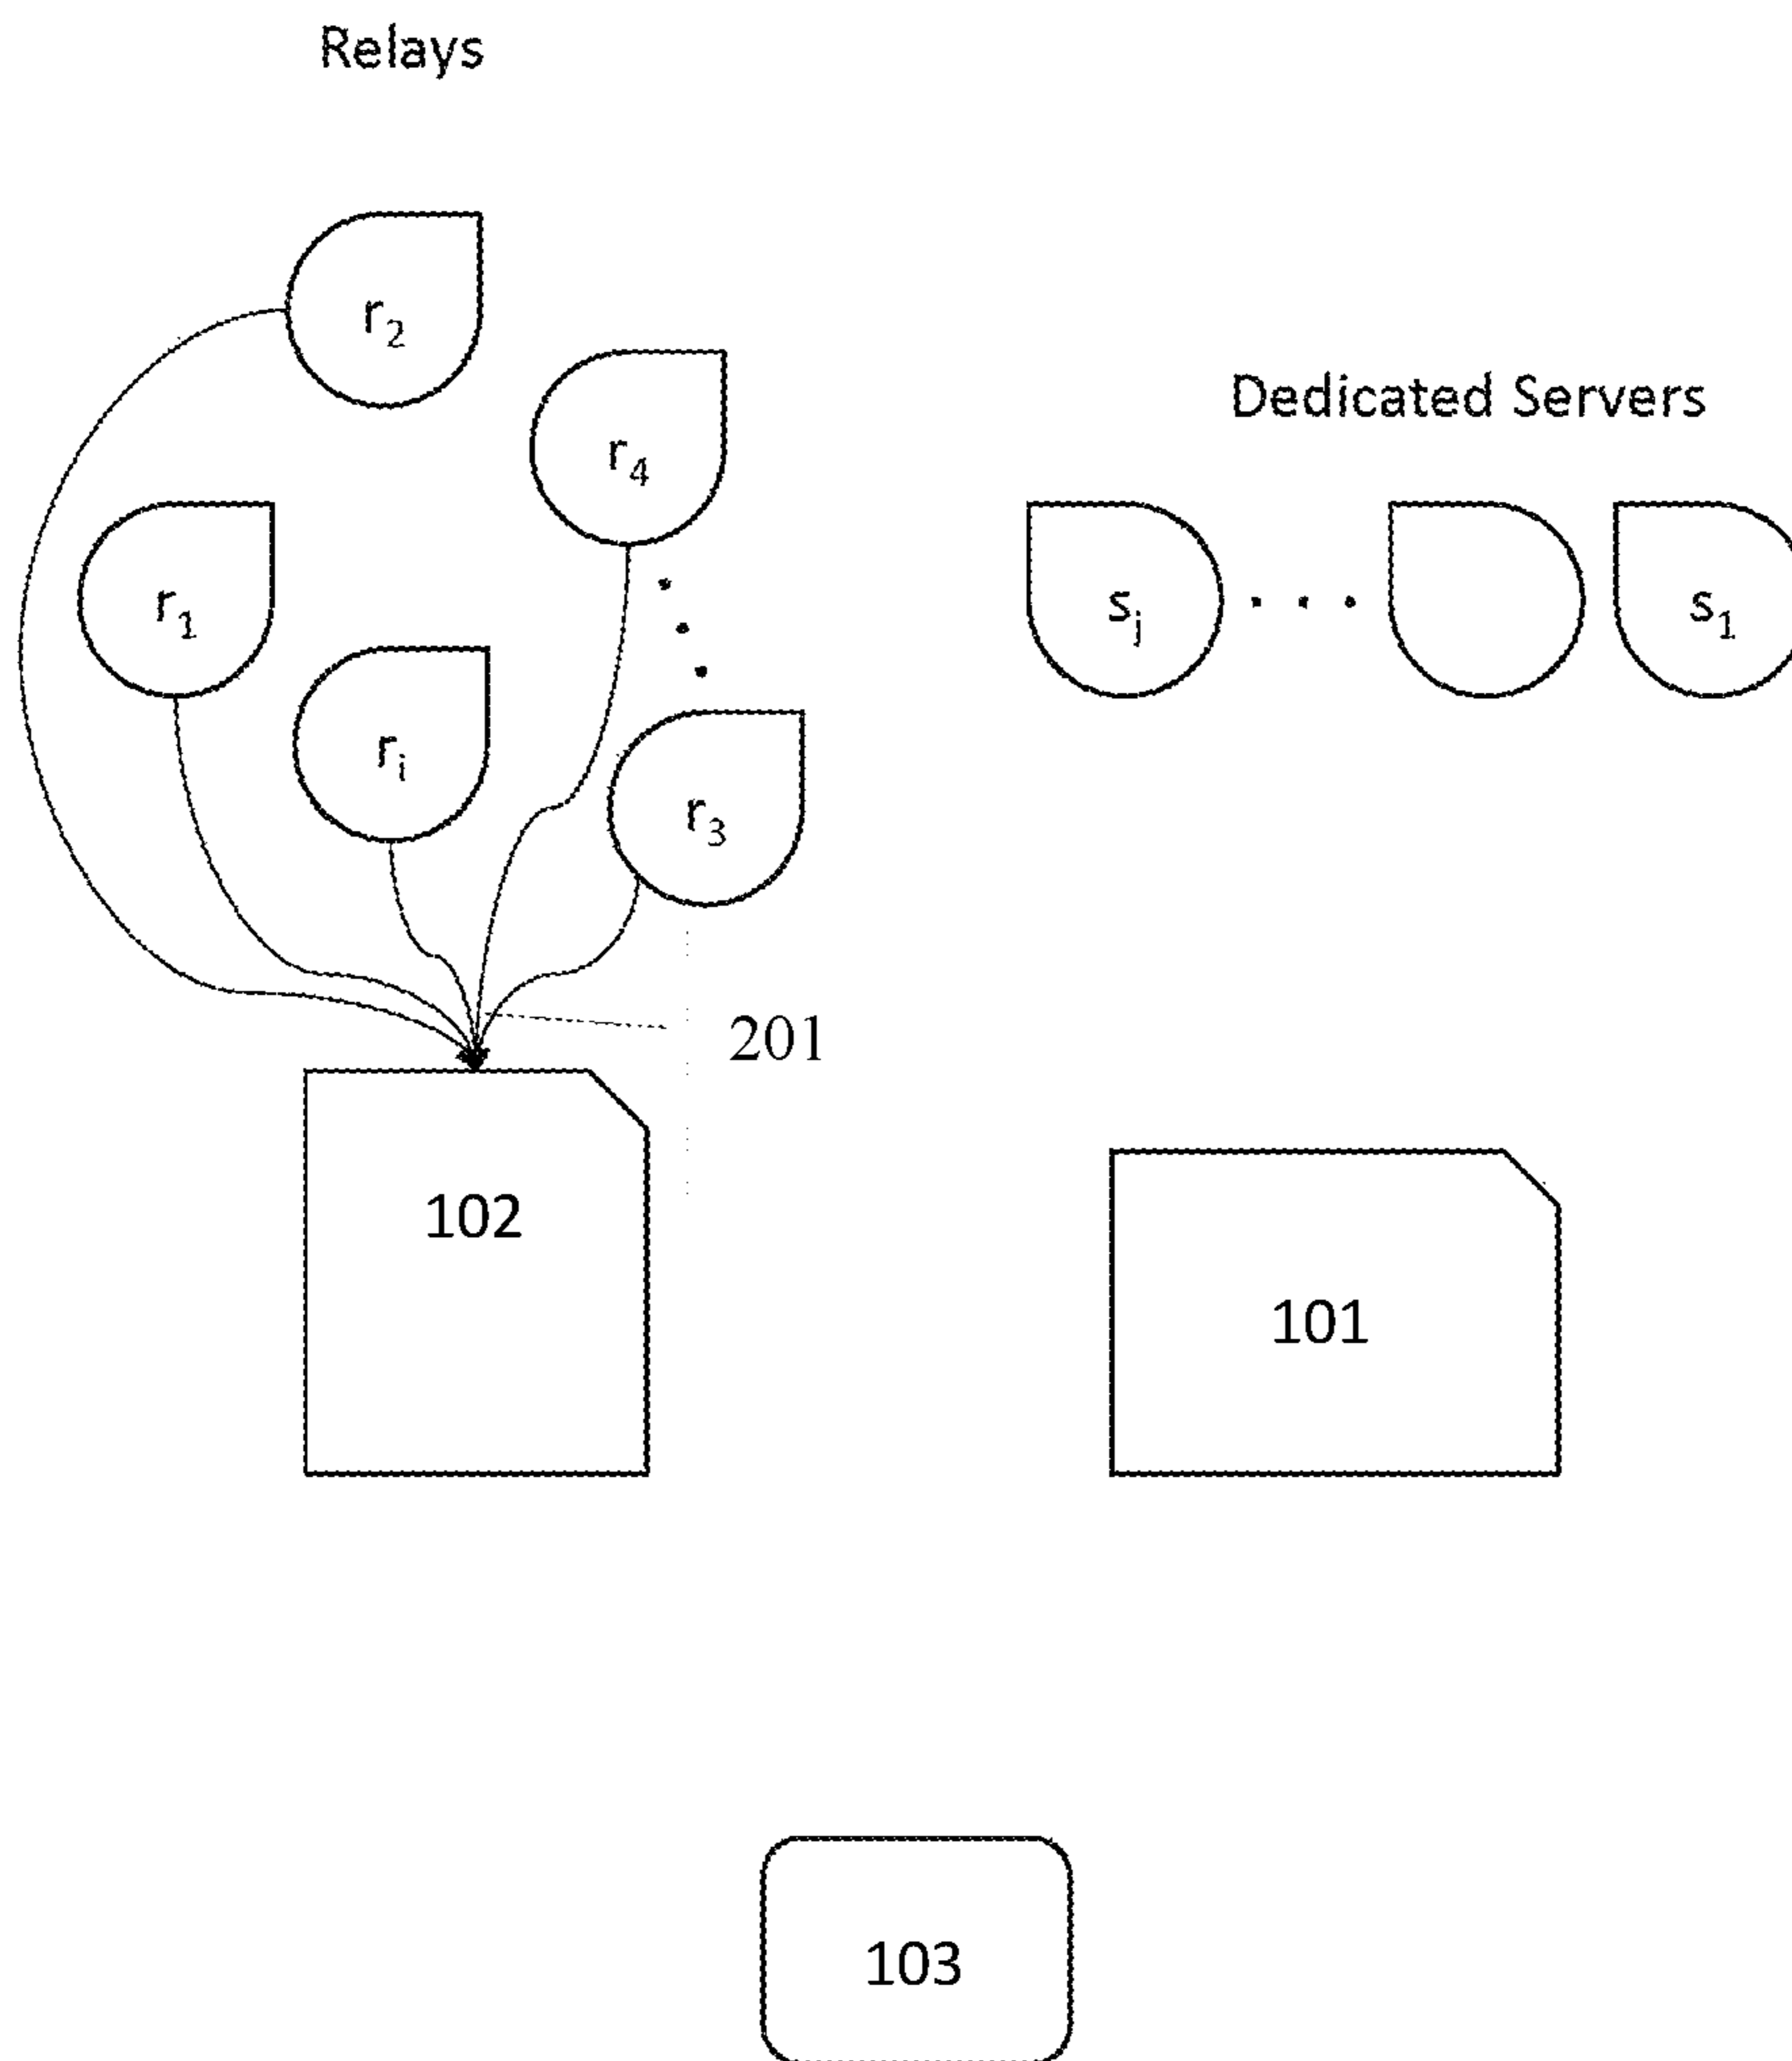 Relays
r2
r4
Dedicated Servers
r1
sj
s1
ri
r3
201
102
101
103